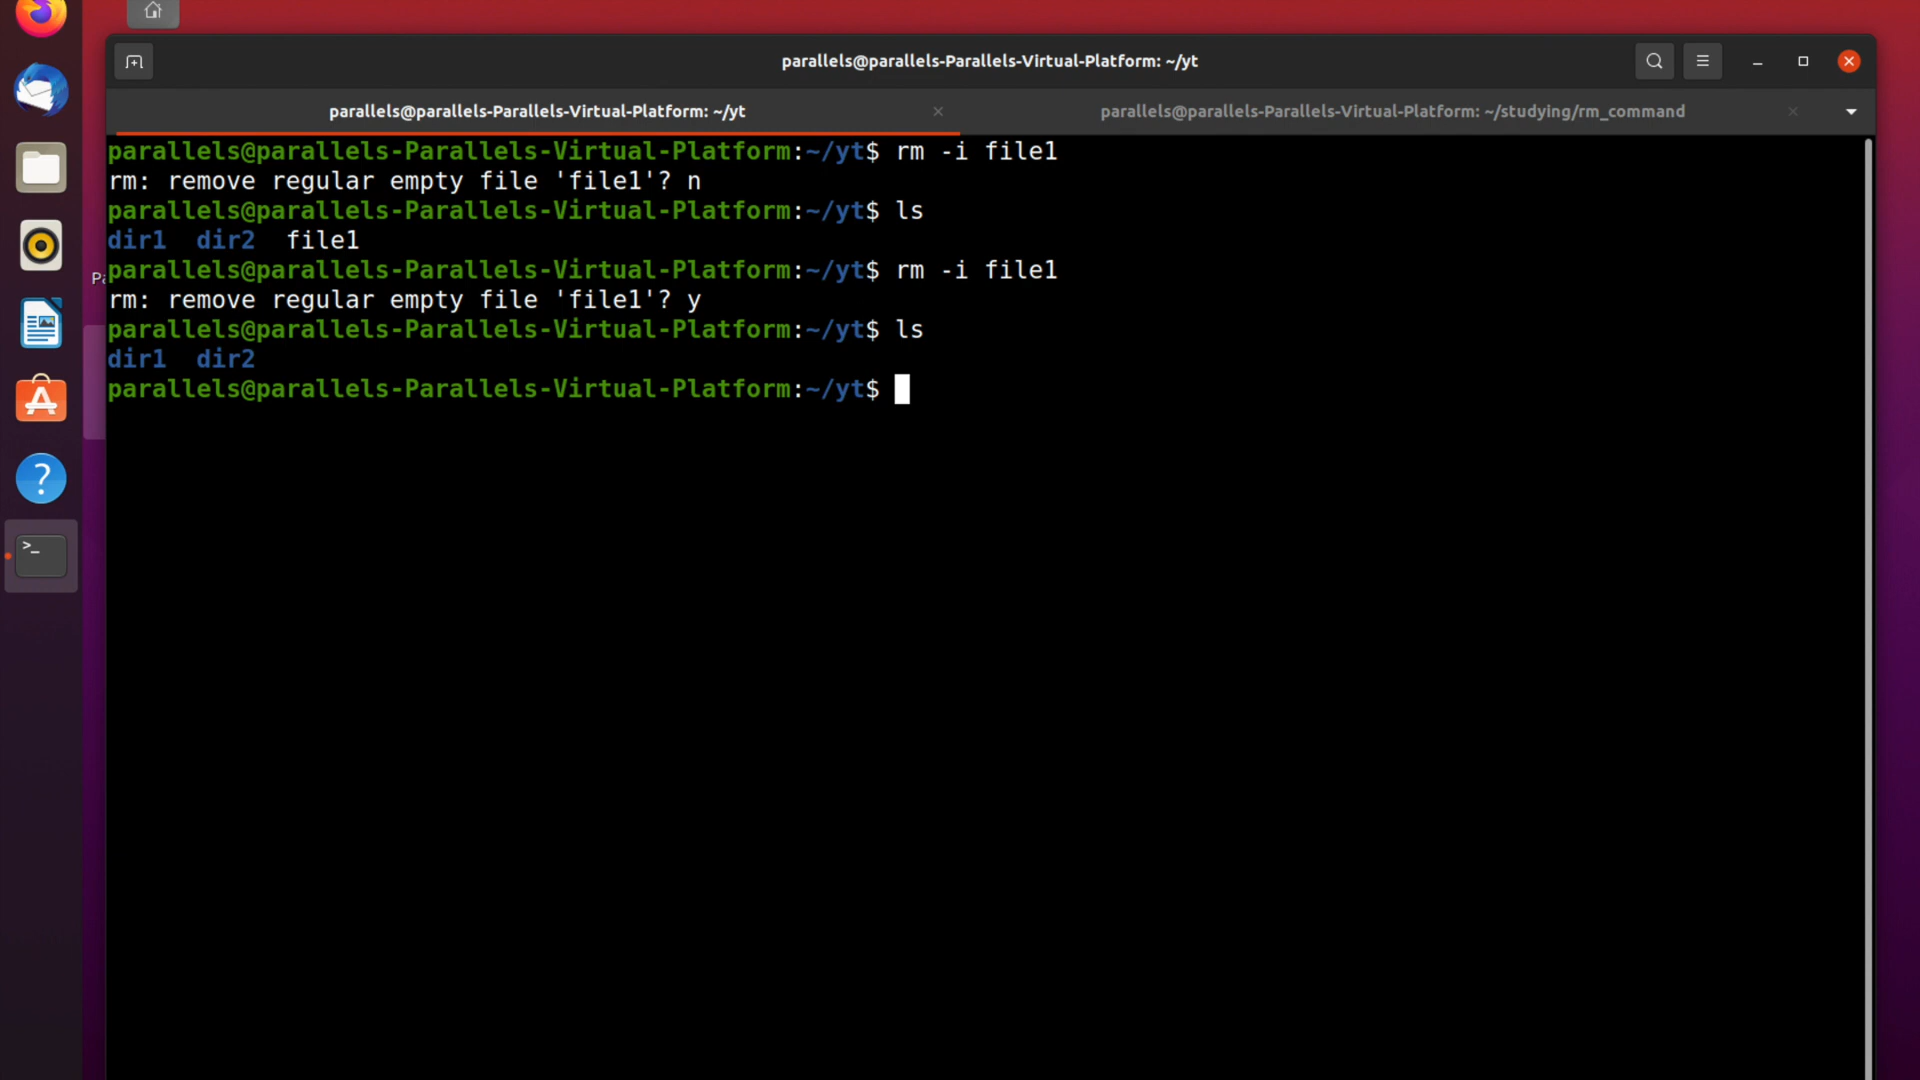 parallels@parallels-Parallels-Virtual-Platform: ~/yt
parallels@parallels-Parallels-Virtual-Platform: ~/yt
parallels@parallels-Parallels-Virtual-Platform: ~/studying/rm_command
parallels@parallels-Parallels-Virtual-Platform:~/yt$ rm -i file1
rm: remove regular empty file 'file1'? n
parallels@parallels-Parallels-Virtual-Platform:~/yt$ ls
dir1  dir2  file1
parallels@parallels-Parallels-Virtual-Platform:~/yt$ rm -i file1
rm: remove regular empty file 'file1'? y
parallels@parallels-Parallels-Virtual-Platform:~/yt$ ls
dir1  dir2
parallels@parallels-Parallels-Virtual-Platform:~/yt$